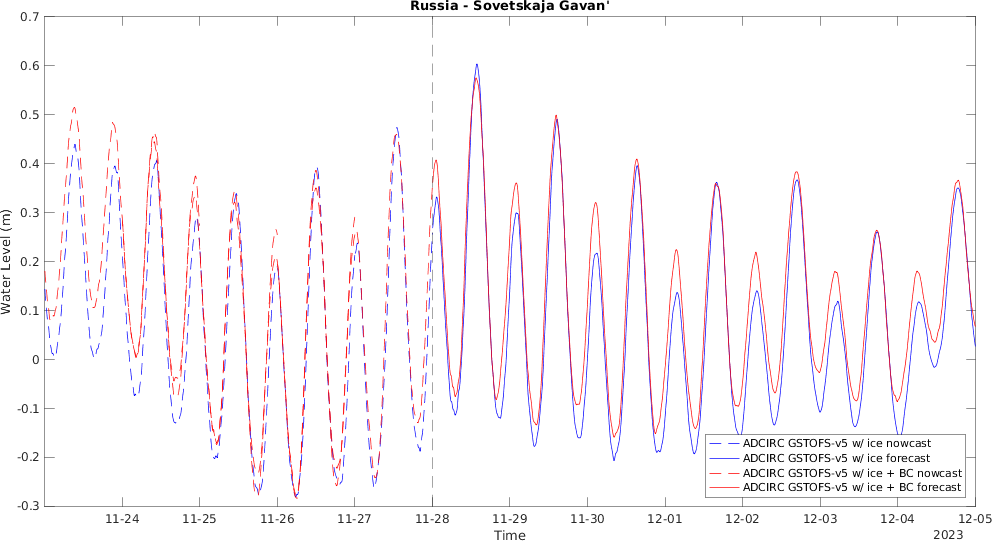 Russia - Sovetskaja Gavan'
0.7
0.6
0.5
0.4
0.3
0.2
0.1
0
-0.1
-0.2
-0.3
Water Level (m)
ADCIRC GSTOFS-v5 w/ ice nowcast
ADCIRC GSTOFS-v5 w/ ice forecast
ADCIRC GSTOFS-v5 w/ ice + BC nowcast
ADCIRC GSTOFS-v5 w/ ice + BC forecast
11-24 11-25 11-26 11-27 11-28 11-29 11-30 12-01 12-02 12-03 12-04 12-05
Time
2023